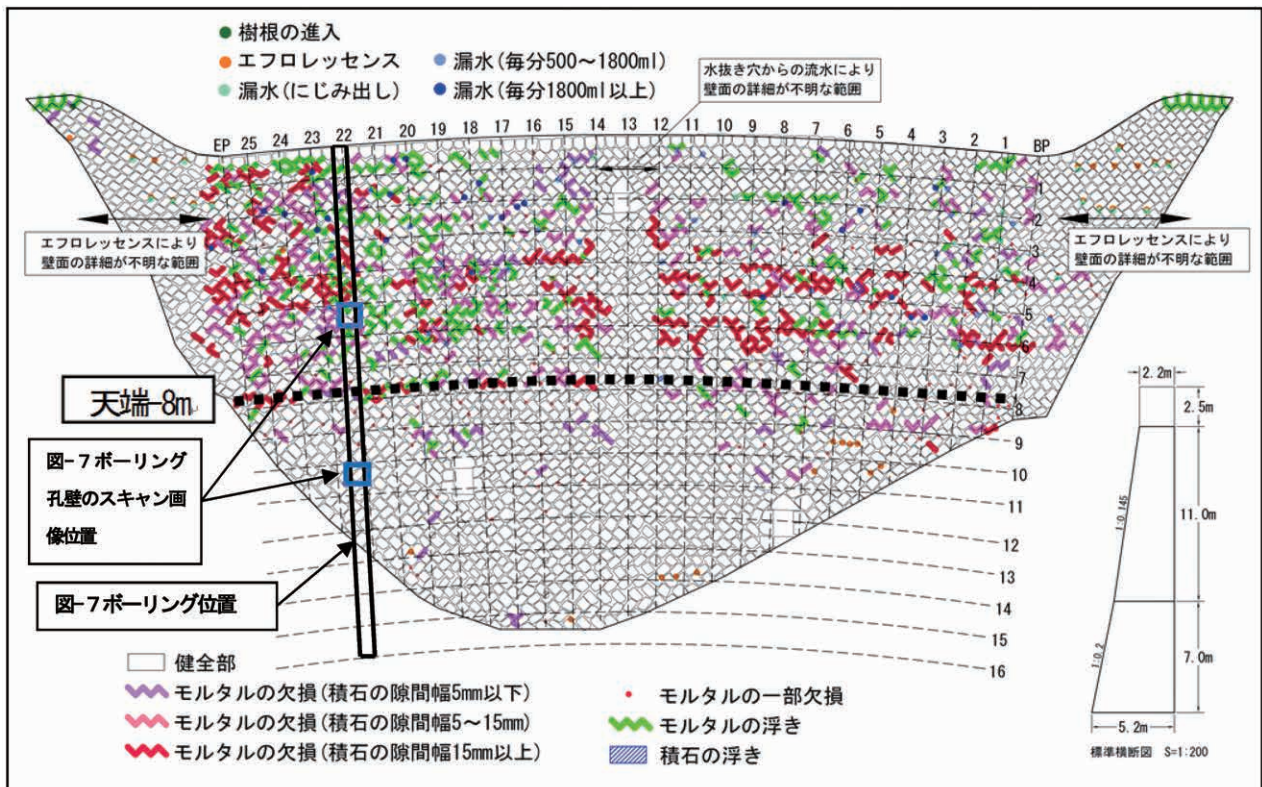 樹根の進入
エフロレッセンス
漏水(にじみ出し)
漏水(毎分500～1800ml)
漏水(毎分1800ml以上)
水抜き穴からの流水により
壁面の詳細が不明な範囲
EP 25 24 23 22 21 20 19 18 17 16 15 14 13 12 11 10 9 8 7 6 5 4 3 2 1 BP
1
2
3
4
5
6
7
8
9
10
11
12
13
14
15
16
エフロレッセンスにより
壁面の詳細が不明な範囲
エフロレッセンスにより
壁面の詳細が不明な範囲
天端-8m
図-7ボーリング
孔壁のスキャン画
像位置
図-7ボーリング位置
健全部
モルタルの欠損(積石の隙間幅5mm以下)
モルタルの欠損(積石の隙間幅5～15mm)
モルタルの欠損(積石の隙間幅15mm以上)
モルタルの一部欠損
モルタルの浮き
積石の浮き
2.2m
2.5m
1:0.145
11.0m
1:0.2
7.0m
5.2m
標準横断図 S=1:200